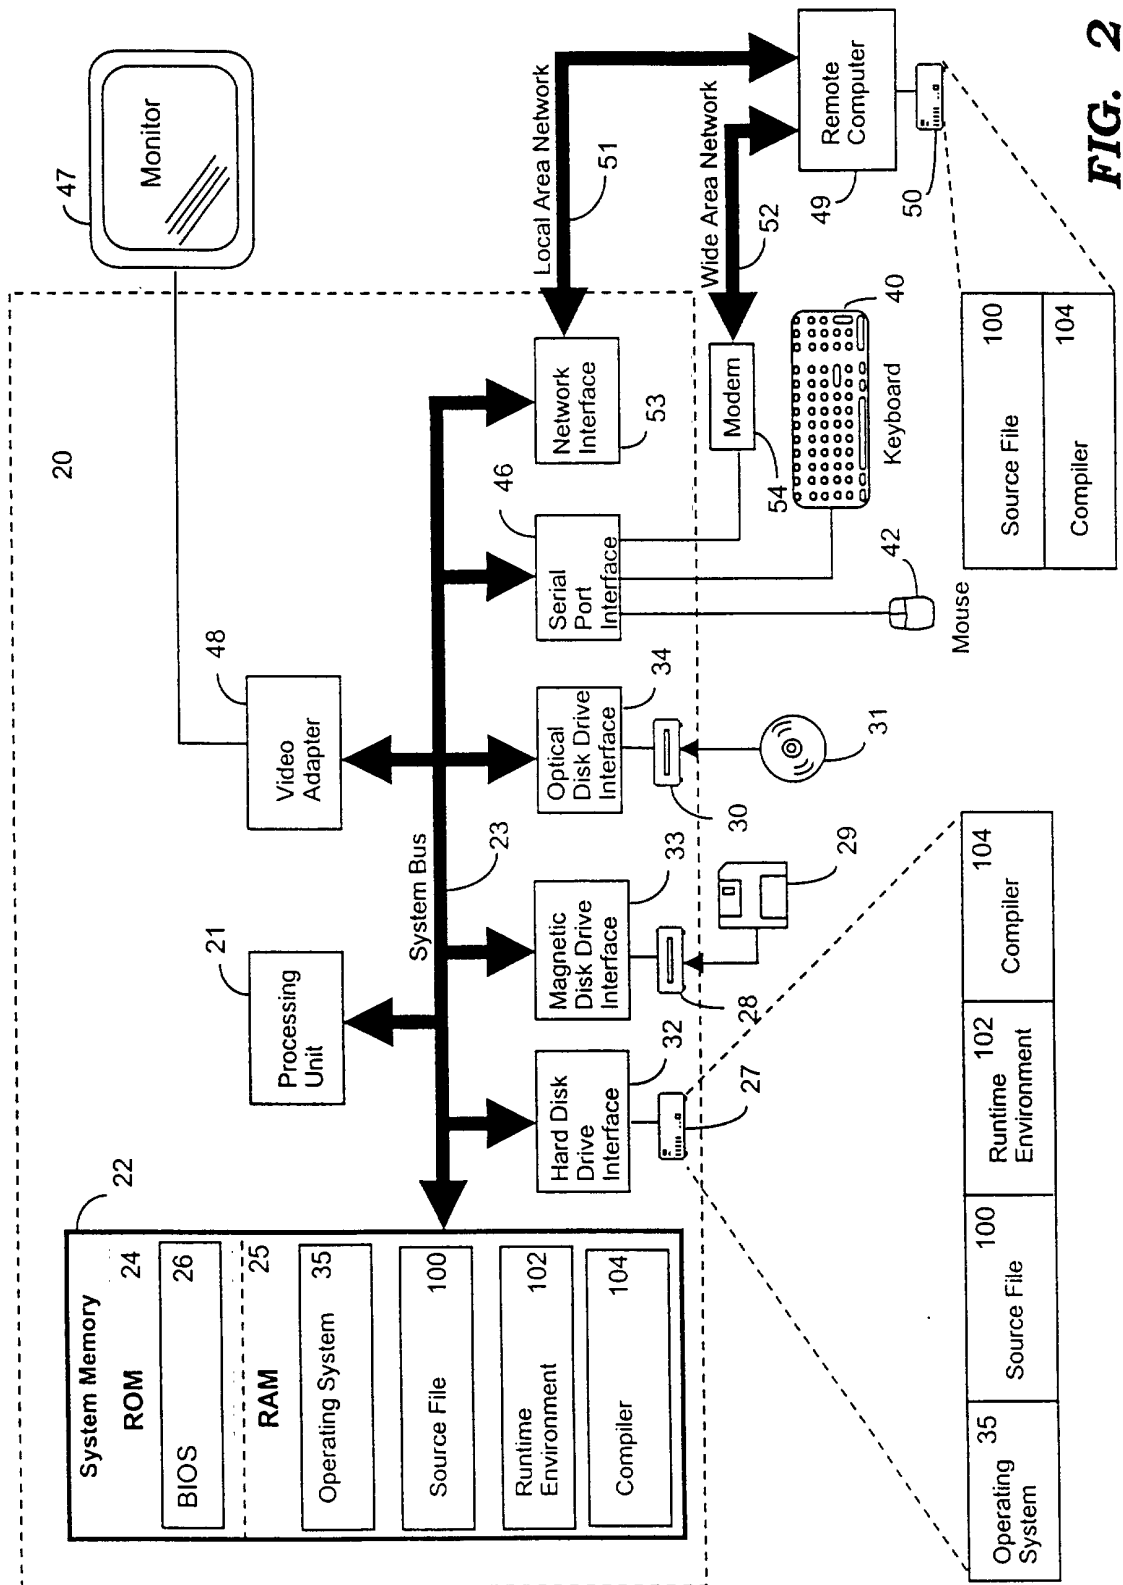 System Memory
22
ROM
24
BIOS
26
RAM
25
Operating System
35
Source File
100
Runtime
Environment
102
Compiler
104
20
Processing
Unit
21
Video
Adapter
48
Monitor
47
System Bus
23
Hard Disk
Drive
Interface
32
Magnetic
Disk Drive
Interface
33
Optical
Disk Drive
Interface
34
Serial
Port
Interface
46
Network
Interface
53
27
28
30
29
31
Mouse
42
Keyboard
40
Modem
54
Local Area Network
51
Wide Area Network
52
Remote
Computer
49
50
Operating
System
35
Source File
100
Runtime
Environment
102
Compiler
104
Source File
100
Compiler
104
FIG. 2